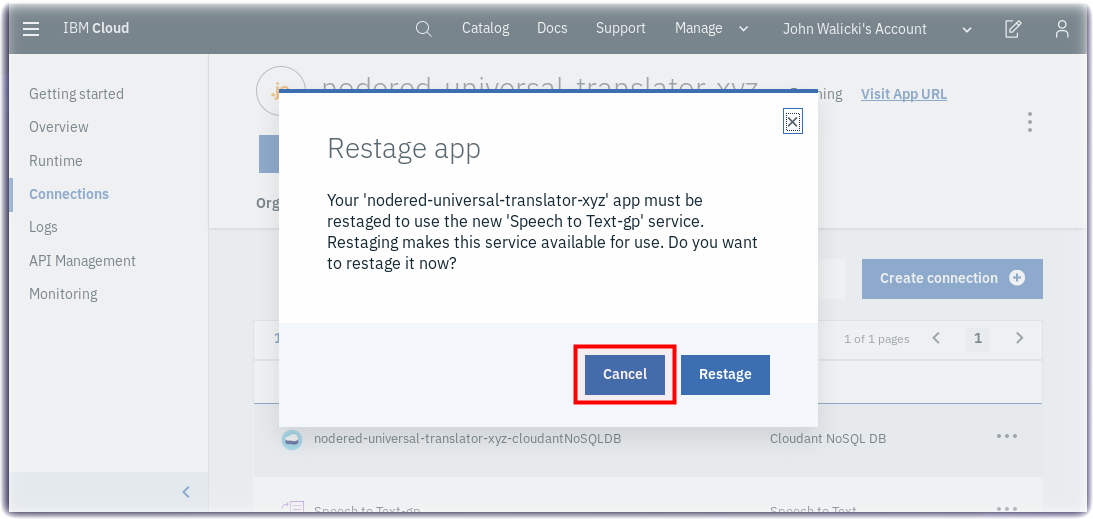 IBM Cloud
Catalog
Docs
Support
Manage
John Walicki's Account
Getting started
Overview
Runtime
Connections
Logs
API Management
Monitoring
nodered-universal-translator-xyz
Visit App URL
Org
Restage app
Your 'nodered-universal-translator-xyz' app must be
restaged to use the new 'Speech to Text-gp' service.
Restaging makes this service available for use. Do you want
to restage it now?
Cancel
Restage
Create connection
1
1 of 1 pages
1
nodered-universal-translator-xyz-cloudantNoSQLDB
Cloudant NoSQL DB
Speech to Text-gp
Speech to Text